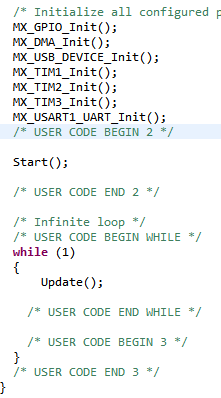 /* Initialize all configured p
MX_GPIO_Init();
MX_DMA_Init();
MX_USB_DEVICE_Init();
MX_TIM1_Init();
MX_TIM2_Init();
MX_TIM3_Init();
MX_USART1_UART_Init();
/* USER CODE BEGIN 2 */
Start();
/* USER CODE END 2 */
/* Infinite loop */
/* USER CODE BEGIN WHILE */
while (1)
{
Update();
/* USER CODE END WHILE */
/* USER CODE BEGIN 3 */
}
/* USER CODE END 3 */
}